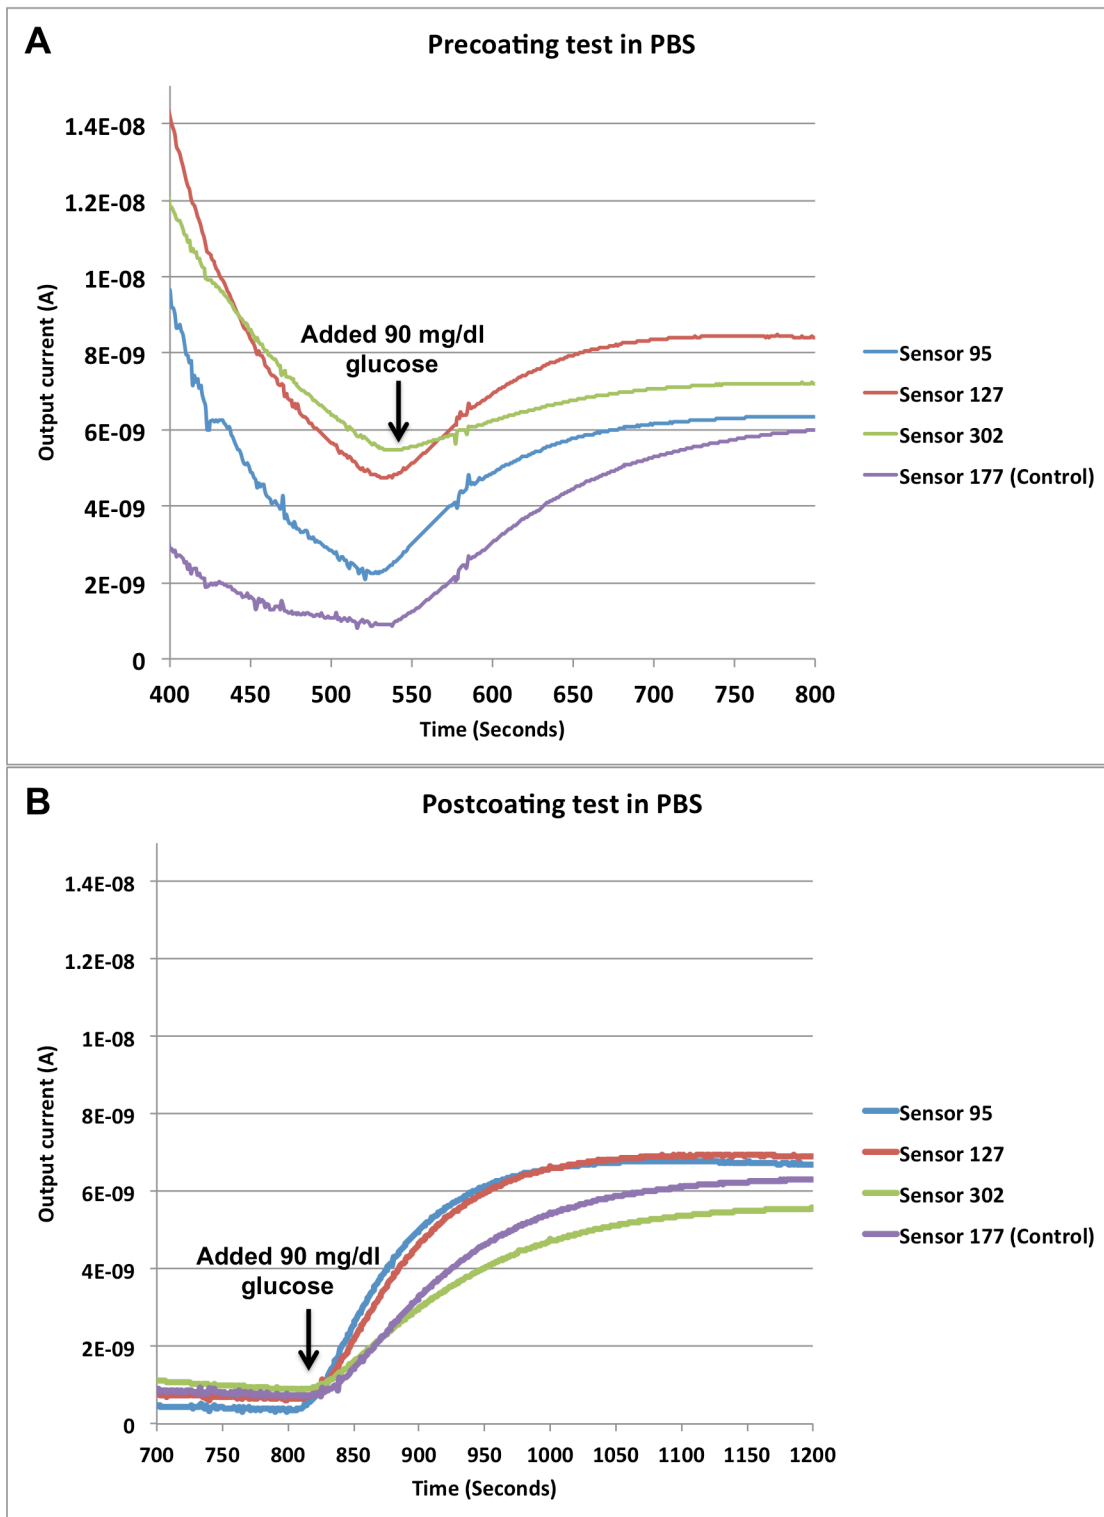 A
Precoating test in PBS
1.4E-08
1.2E-08
1E-08
8E-09
6E-09
4E-09
2E-09
0
Output current (A)
Added 90 mg/dl
glucose
Sensor 95
Sensor 127
Sensor 302
Sensor 177 (Control)
400 450 500 550 600 650 700 750 800
Time (Seconds)
B
Postcoating test in PBS
1.4E-08
1.2E-08
1E-08
8E-09
6E-09
4E-09
2E-09
0
Output current (A)
Added 90 mg/dl
glucose
Sensor 95
Sensor 127
Sensor 302
Sensor 177 (Control)
700 750 800 850 900 950 1000 1050 1100 1150 1200
Time (Seconds)